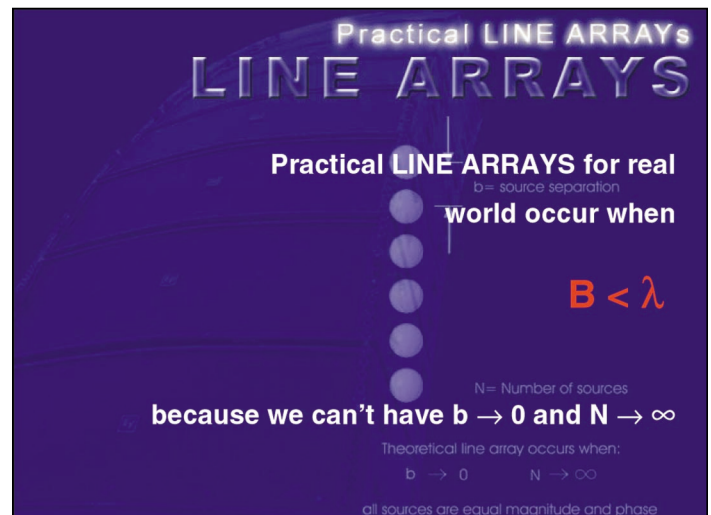 Practical LINE ARRAYs
LINE ARRAYS
Practical LINE ARRAYS for real
b= source separation
world occur when
B < λ
N= Number of sources
because we can't have b → 0 and N → ∞
Theoretical line array occurs when:
b → 0 N → ∞
all sources are equal magnitude and phase